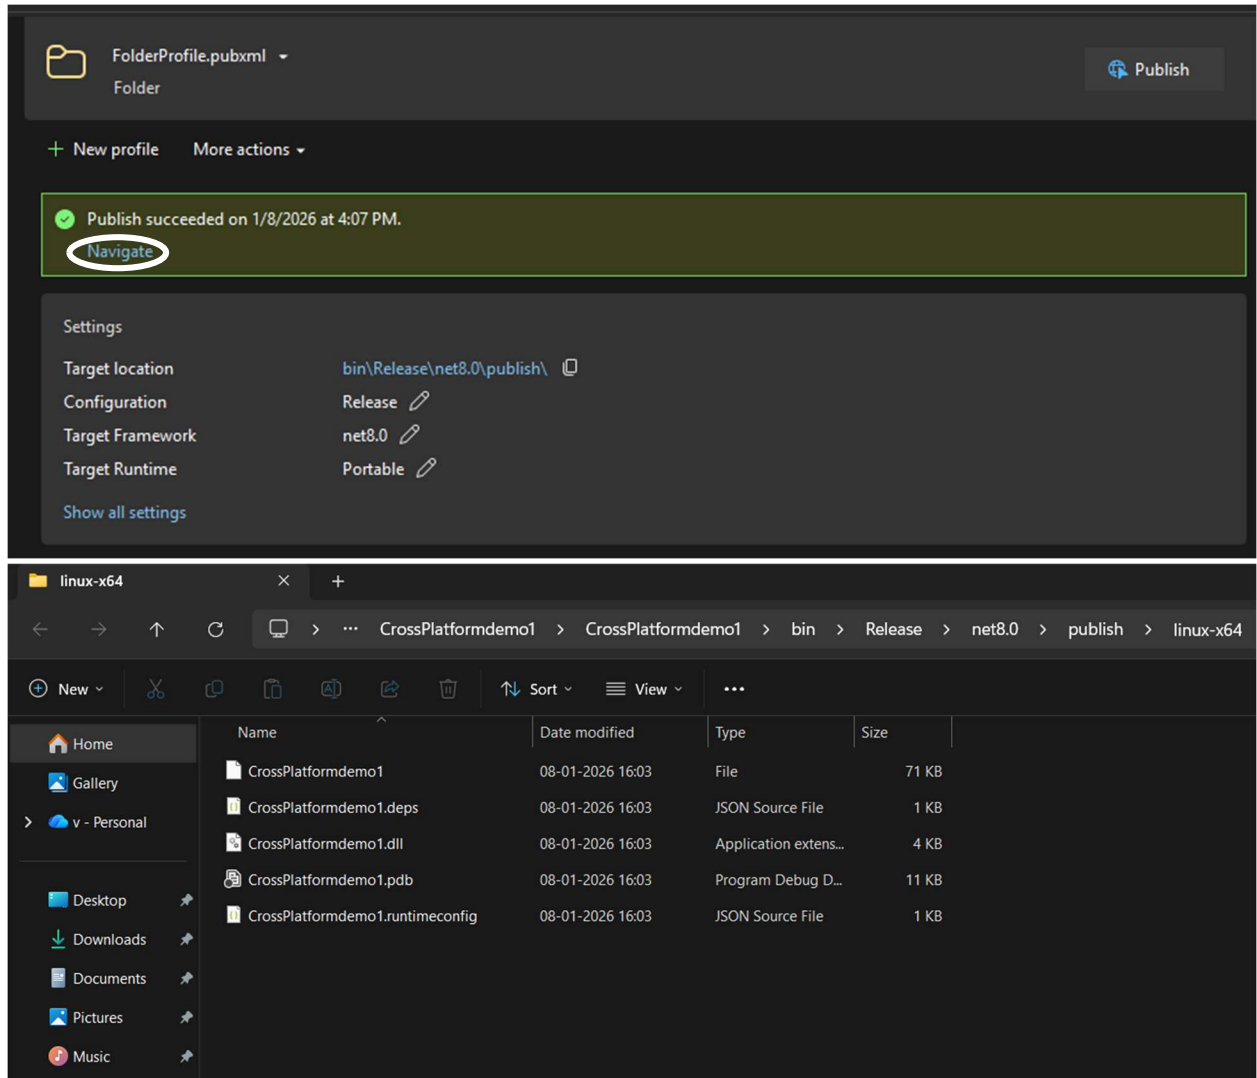 FolderProfile.pubxml
Folder
Publish
New profile
More actions
Publish succeeded on 1/8/2026 at 4:07 PM.
Navigate
Settings
Target location bin\Release\net8.0\publish\
Configuration Release
Target Framework net8.0
Target Runtime Portable
Show all settings
linux-x64
CrossPlatformdemo1 > CrossPlatformdemo1 > bin > Release > net8.0 > publish > linux-x64
New Sort View
Name Date modified Type Size
CrossPlatformdemo1 08-01-2026 16:03 File 71 KB
CrossPlatformdemo1.deps 08-01-2026 16:03 JSON Source File 1 KB
CrossPlatformdemo1.dll 08-01-2026 16:03 Application extens... 4 KB
CrossPlatformdemo1.pdb 08-01-2026 16:03 Program Debug D... 11 KB
CrossPlatformdemo1.runtimeconfig 08-01-2026 16:03 JSON Source File 1 KB
Home
Gallery
v - Personal
Desktop
Downloads
Documents
Pictures
Music